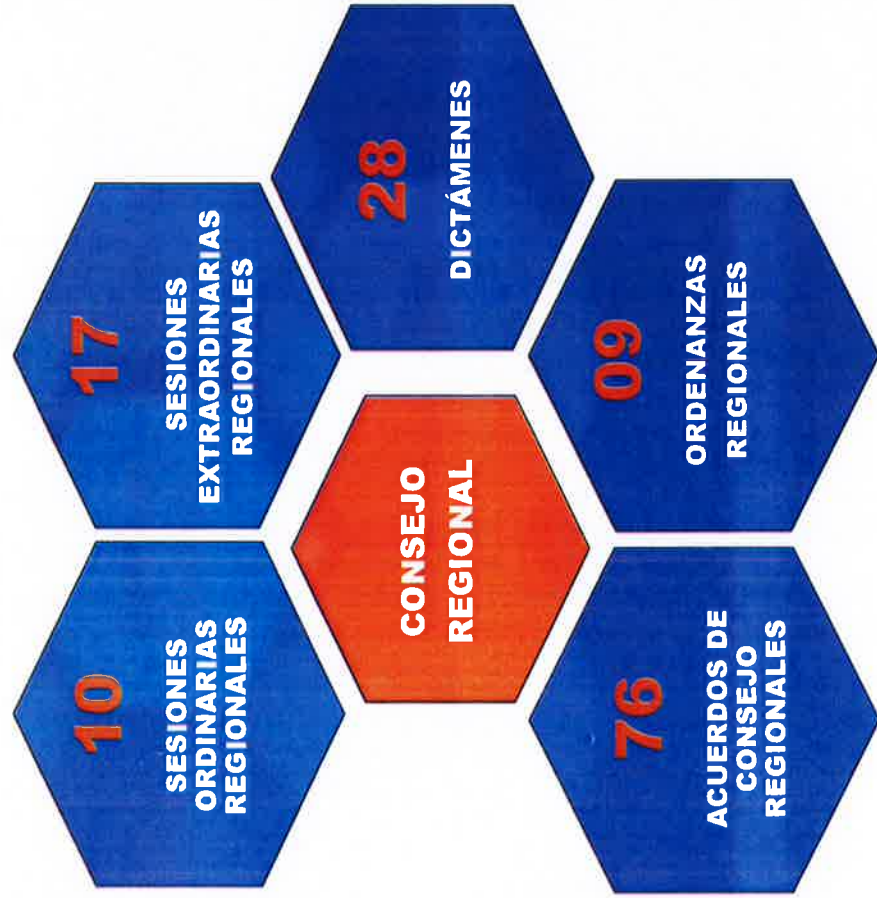 10
SESIONES
ORDINARIAS
REGIONALES
17
SESIONES
EXTRAORDINARIAS
REGIONALES
28
DICTÁMENES
CONSEJO
REGIONAL
76
ACUERDOS DE
CONSEJO
REGIONALES
09
ORDENANZAS
REGIONALES